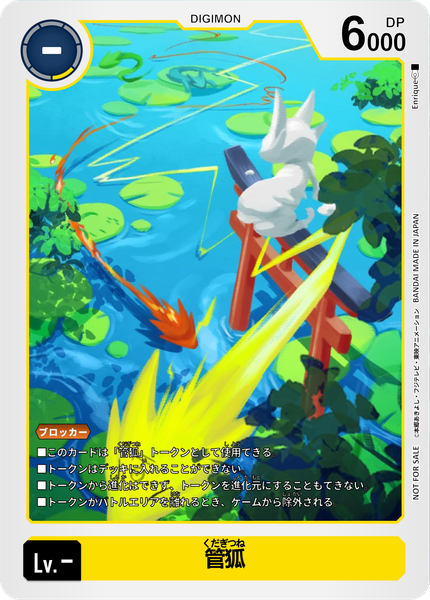 DIGIMON
-
DP
6000
Enrique
ブロッカー
■このカードは「管狐」トークンとして使用できる
■トークンはデッキに入れることができない
■トークンから進化はできず、トークンを進化元にすることもできない
■トークンがバトルエリアを離れるとき、ゲームから除外される
Lv.-
くだぎつね
管狐
NOT FOR SALE ©本郷あきよし・フジテレビ・東映アニメーション BANDAI MADE IN JAPAN